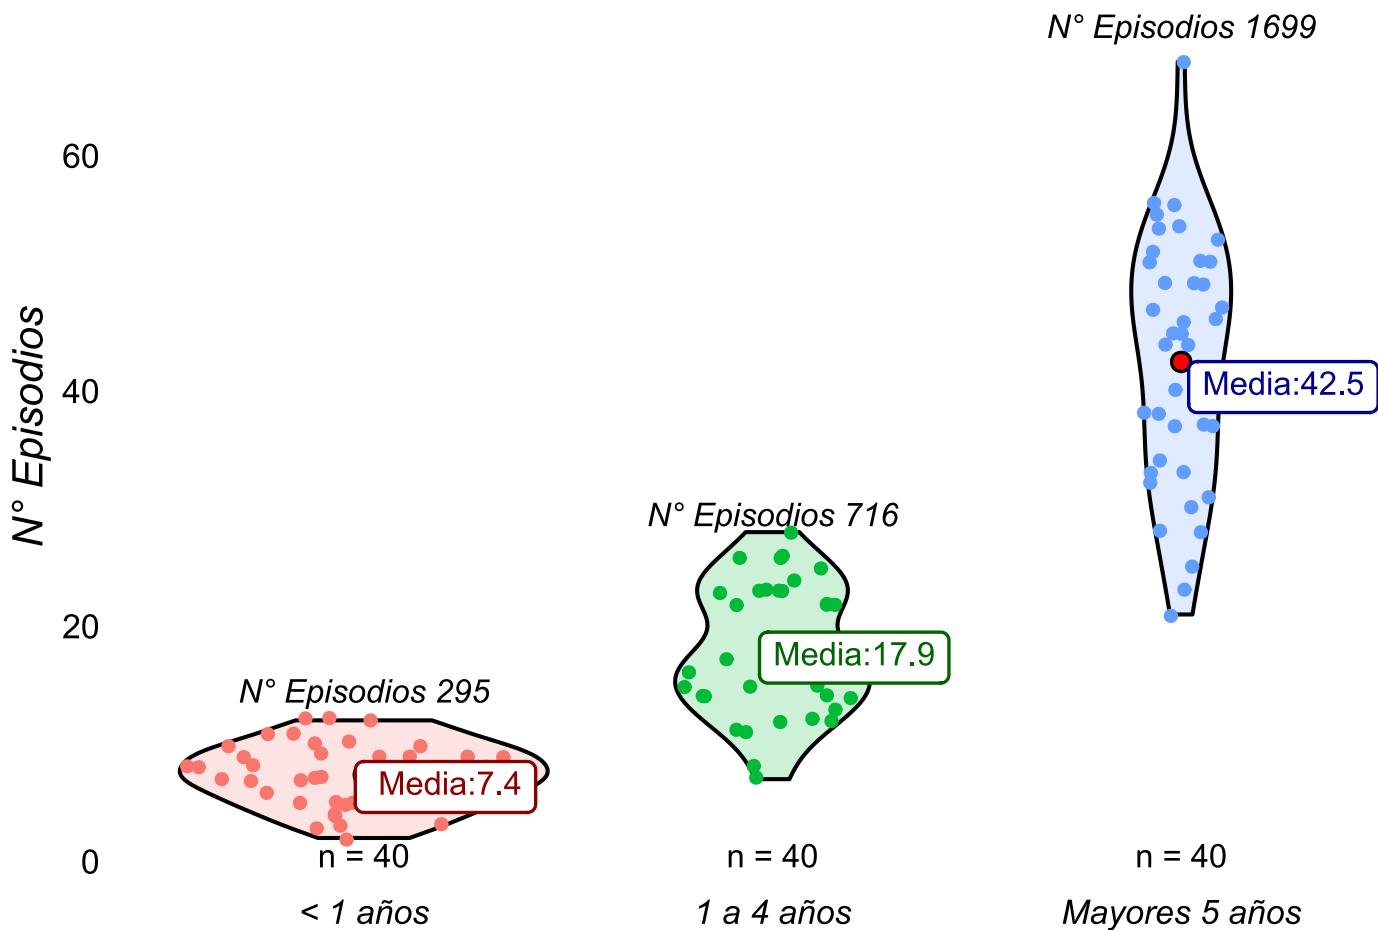 N° Episodios 1699
60
N° Episodios
40
Media:42.5
N° Episodios 716
20
Media:17.9
N° Episodios 295
Media:7.4
0
n = 40
n = 40
n = 40
< 1 años
1 a 4 años
Mayores 5 años